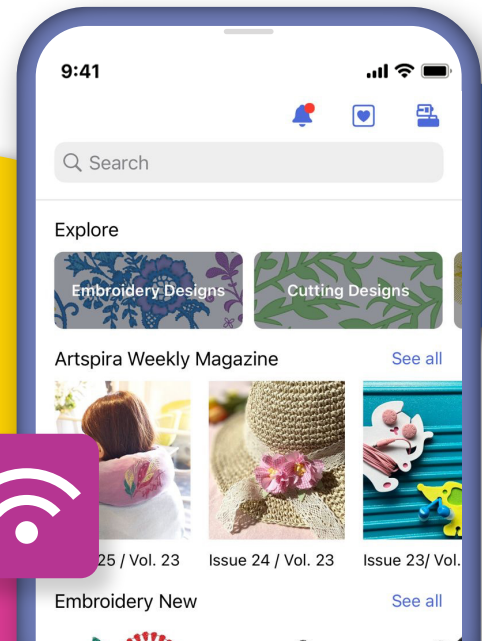 9:41
Search
Explore
Embroidery Designs
Cutting Designs
Artspira Weekly Magazine
See all
25 / Vol. 23
Issue 24 / Vol. 23
Issue 23/ Vol.
Embroidery New
See all